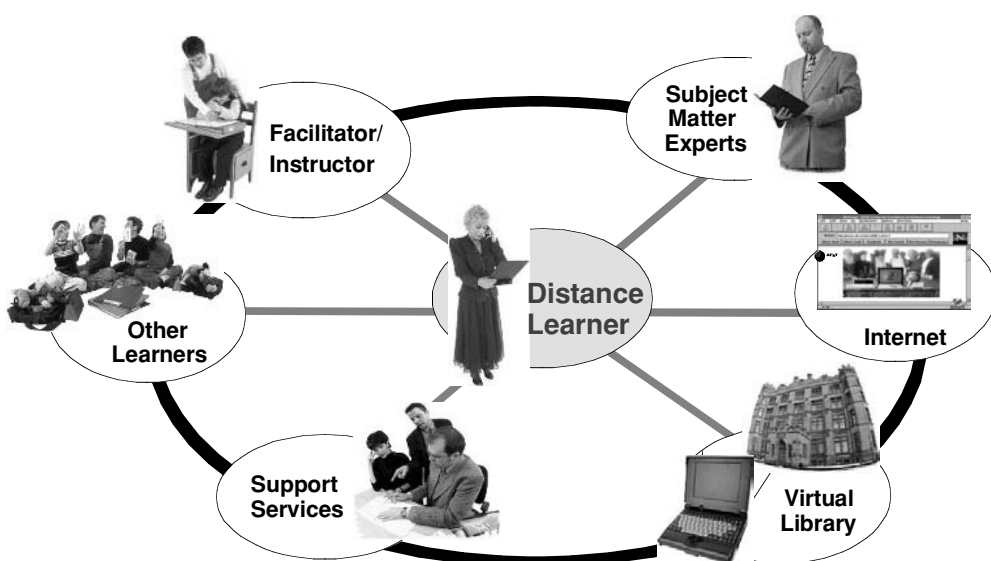 Facilitator/
Instructor
Subject
Matter
Experts
Distance
Learner
Other
Learners
Internet
Support
Services
Virtual
Library